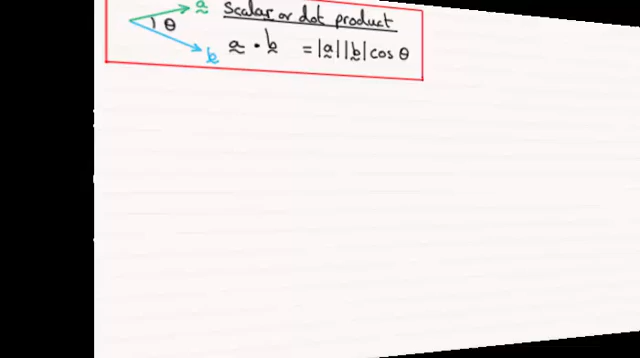 a
θ
b
Scalar or dot product
a · b = |a||b| cos θ